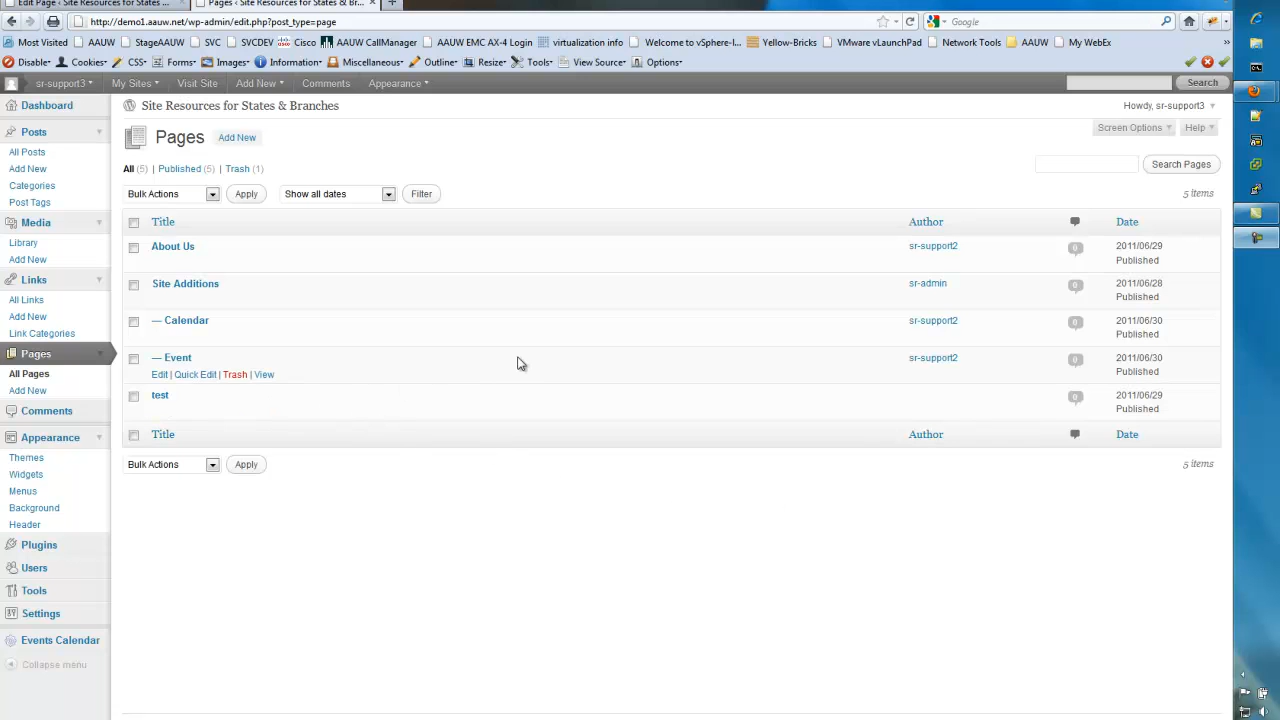 Edit Page ‹ Site Resources for States
Pages ‹ Site Resources for States & Br...
http://demo1.aauw.net/wp-admin/edit.php?post_type=page
Google
Most Visited AAUW StageAAUW SVC SVCDEV Cisco AAUW CallManager AAUW EMC AX-4 Login virtualization info Welcome to vSphere-I... Yellow-Bricks VMware vLaunchPad Network Tools AAUW My WebEx
Disable Cookies CSS Forms Images Information Miscellaneous Outline Resize Tools View Source Options
sr-support3 My Sites Visit Site Add New Comments Appearance Search
Dashboard
Posts
All Posts
Add New
Categories
Post Tags
Media
Library
Add New
Links
All Links
Add New
Link Categories
Pages
All Pages
Add New
Comments
Appearance
Themes
Widgets
Menus
Background
Header
Plugins
Users
Tools
Settings
Events Calendar
Collapse menu
Site Resources for States & Branches
Howdy, sr-support3
Screen Options Help
Pages Add New
All (5) | Published (5) | Trash (1)
Search Pages
Bulk Actions Apply Show all dates Filter 5 items
Title Author Date
About Us sr-support2 0 2011/06/29
Published
Site Additions sr-admin 0 2011/06/28
Published
— Calendar sr-support2 0 2011/06/30
Published
— Event sr-support2 0 2011/06/30
Edit | Quick Edit | Trash | View Published
test 0 2011/06/29
Published
Title Author Date
Bulk Actions Apply 5 items